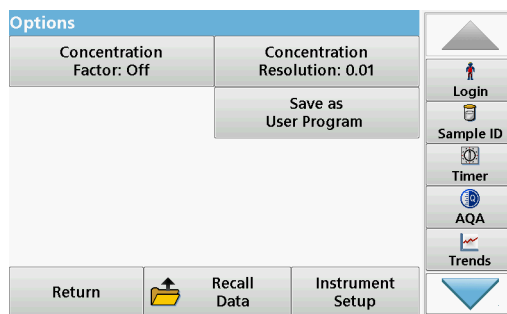 Options
Concentration
Factor: Off
Concentration
Resolution: 0.01
Save as
User Program
Login
Sample ID
Timer
AQA
Trends
Return
Recall
Data
Instrument
Setup